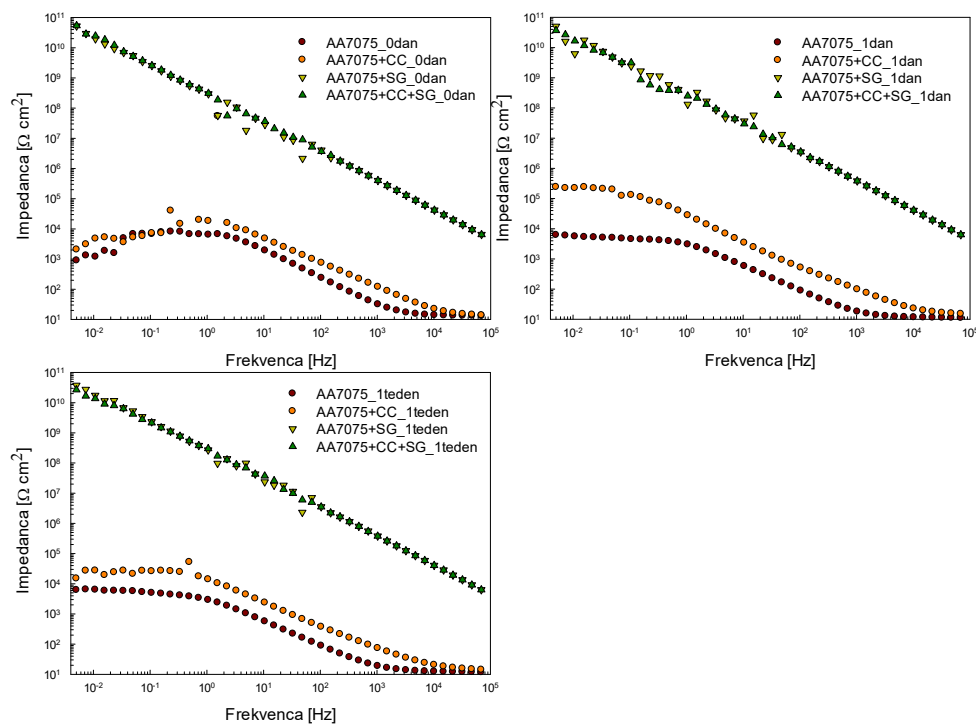 10¹¹
10¹⁰
10⁹
10⁸
10⁷
10⁶
10⁵
10⁴
10³
10²
10¹
Impedanca [Ω cm²]
AA7075_0dan
AA7075+CC_0dan
AA7075+SG_0dan
AA7075+CC+SG_0dan
10⁻² 10⁻¹ 10⁰ 10¹ 10² 10³ 10⁴ 10⁵
Frekvenca [Hz]
10¹¹
10¹⁰
10⁹
10⁸
10⁷
10⁶
10⁵
10⁴
10³
10²
10¹
Impedanca [Ω cm²]
AA7075_1dan
AA7075+CC_1dan
AA7075+SG_1dan
AA7075+CC+SG_1dan
10⁻² 10⁻¹ 10⁰ 10¹ 10² 10³ 10⁴ 10⁵
Frekvenca [Hz]
10¹¹
10¹⁰
10⁹
10⁸
10⁷
10⁶
10⁵
10⁴
10³
10²
10¹
Impedanca [Ω cm²]
AA7075_1teden
AA7075+CC_1teden
AA7075+SG_1teden
AA7075+CC+SG_1teden
10⁻² 10⁻¹ 10⁰ 10¹ 10² 10³ 10⁴ 10⁵
Frekvenca [Hz]